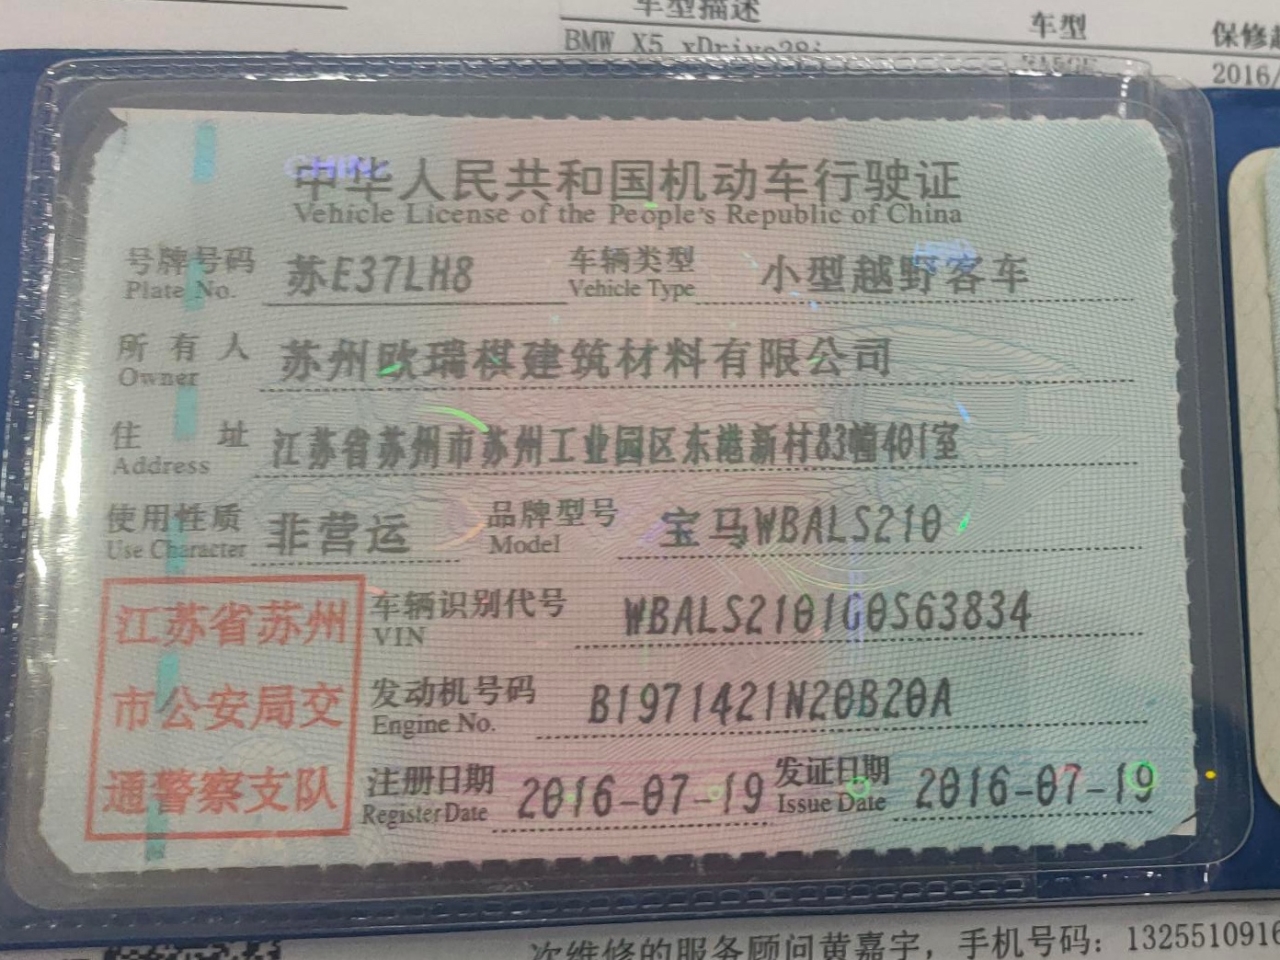 车型描述 车型 保修
BMW X5 xDrive28i 2016/
中华人民共和国机动车行驶证
Vehicle License of the People's Republic of China
号牌号码 苏E37LH8 车辆类型 小型越野客车
Plate No. Vehicle Type
所有人 苏州欧瑞棋建筑材料有限公司
Owner
住址 江苏省苏州市苏州工业园区东港新村83幢401室
Address
使用性质 非营运 品牌型号 宝马WBALS210
Use Character Model
江苏省苏州 车辆识别代号 WBALS2101G0S63834
VIN
市公安局交 发动机号码 B1971421N20B20A
Engine No.
通警察支队 注册日期 2016-07-19 发证日期 2016-07-19
Register Date Issue Date
次维修的服务顾问黄嘉宇，手机号码：1325510916